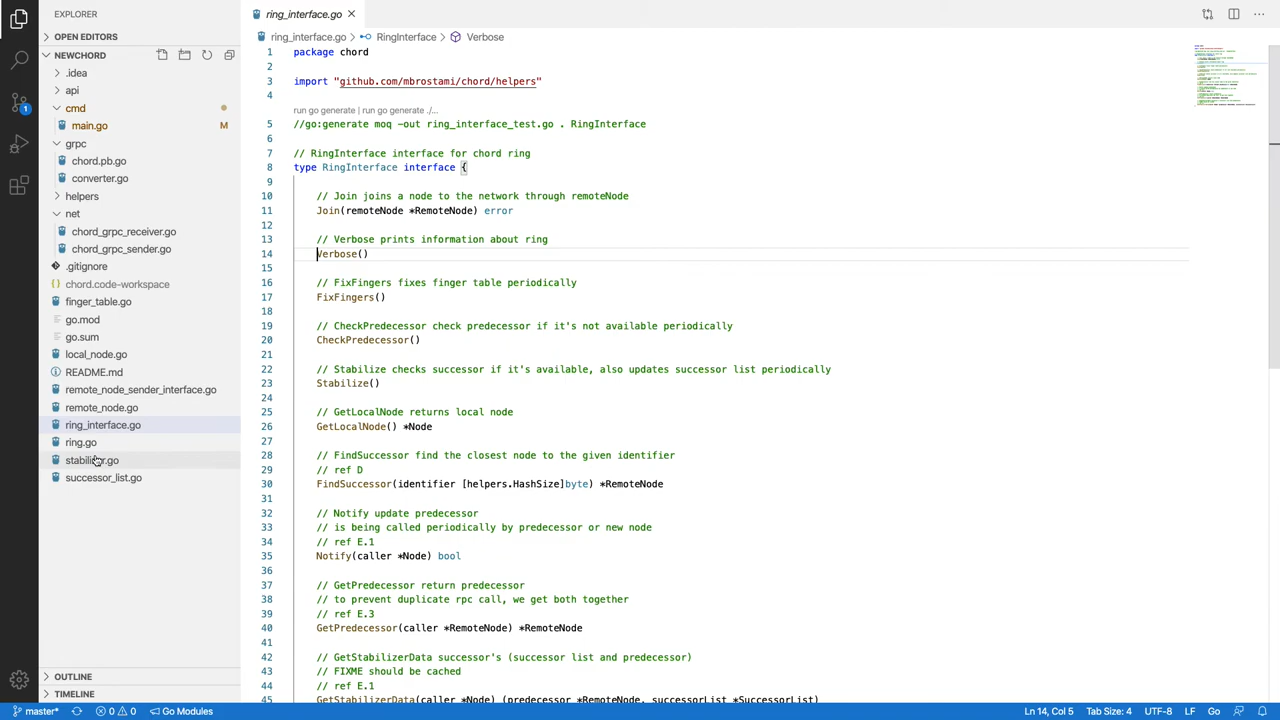 EXPLORER
OPEN EDITORS
NEWCHORD
.idea
api
cmd
main.go M
grpc
chord.pb.go
converter.go
helpers
net
chord_grpc_receiver.go
chord_grpc_sender.go
.gitignore
chord.code-workspace
finger_table.go
go.mod
go.sum
local_node.go
README.md
remote_node_sender_interface.go
remote_node.go
ring_interface.go
ring.go
stabilizer.go
successor_list.go
OUTLINE
TIMELINE
1
ring_interface.go
ring_interface.go > RingInterface > Verbose
1 package chord
2
3 import "github.com/mbrostami/chord/helpers"
4
run go generate | run go generate ./...
5 //go:generate moq -out ring_interface_test.go . RingInterface
6
7 // RingInterface interface for chord ring
8 type RingInterface interface {
9
10 // Join joins a node to the network through remoteNode
11 Join(remoteNode *RemoteNode) error
12
13 // Verbose prints information about ring
14 Verbose()
15
16 // FixFingers fixes finger table periodically
17 FixFingers()
18
19 // CheckPredecessor check predecessor if it's not available periodically
20 CheckPredecessor()
21
22 // Stabilize checks successor if it's available, also updates successor list periodically
23 Stabilize()
24
25 // GetLocalNode returns local node
26 GetLocalNode() *Node
27
28 // FindSuccessor find the closest node to the given identifier
29 // ref D
30 FindSuccessor(identifier [helpers.HashSize]byte) *RemoteNode
31
32 // Notify update predecessor
33 // is being called periodically by predecessor or new node
34 // ref E.1
35 Notify(caller *Node) bool
36
37 // GetPredecessor return predecessor
38 // to prevent duplicate rpc call, we get both together
39 // ref E.3
40 GetPredecessor(caller *RemoteNode) *RemoteNode
41
42 // GetStabilizerData successor's (successor list and predecessor)
43 // FIXME should be cached
44 // ref E.1
45 GetStabilizerData(caller *Node) (predecessor *RemoteNode, successorList *SuccessorList)
master* 0 0 Go Modules Ln 14, Col 5 Tab Size: 4 UTF-8 LF Go